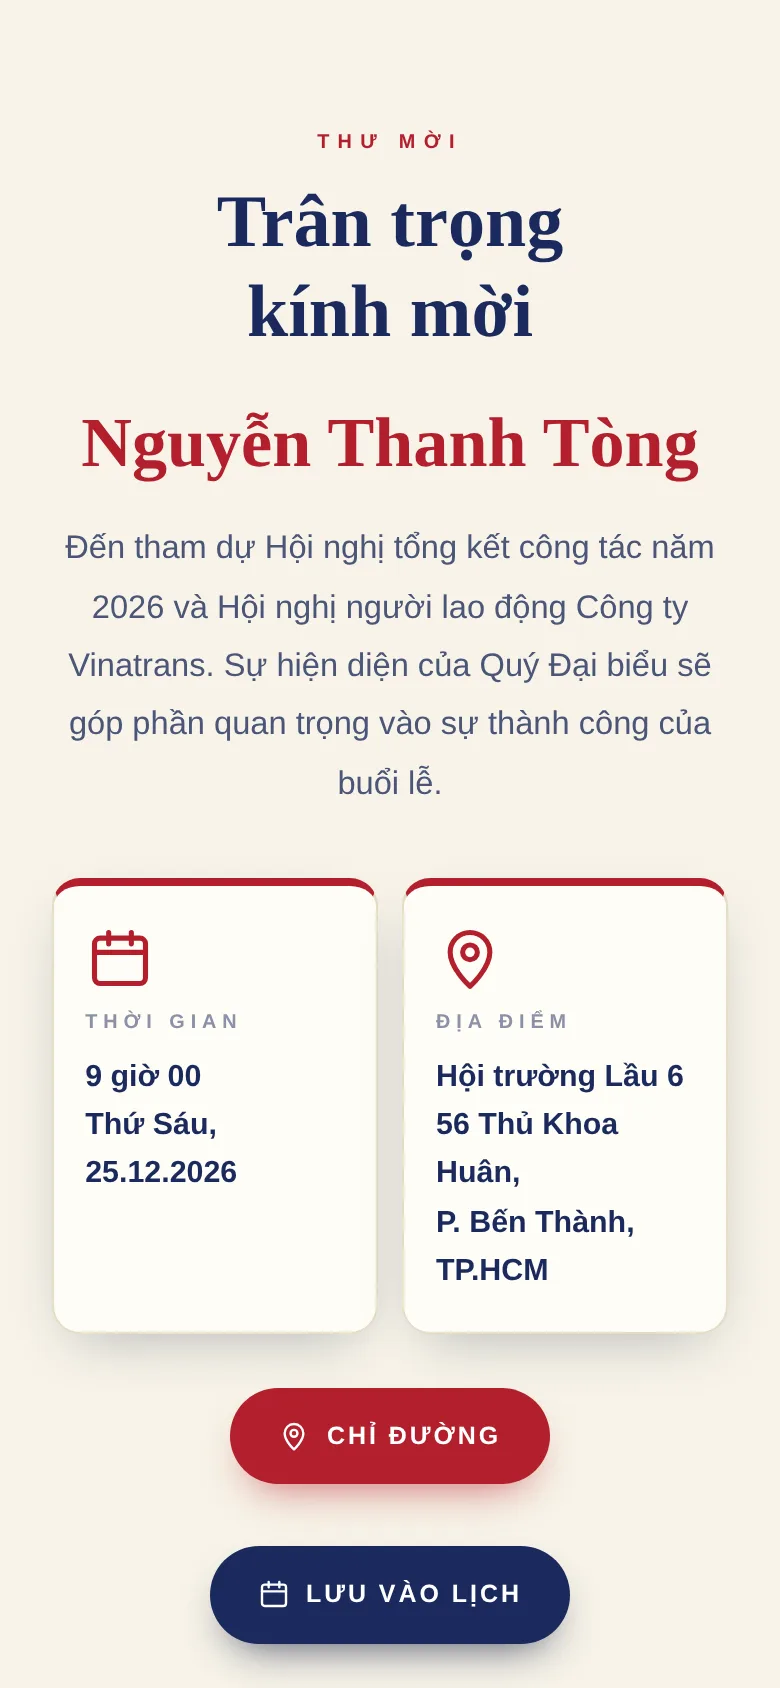 THƯ MỜI
Trân trọng
kính mời
Nguyễn Thanh Tòng
Đến tham dự Hội nghị tổng kết công tác năm
2026 và Hội nghị người lao động Công ty
Vinatrans. Sự hiện diện của Quý Đại biểu sẽ
góp phần quan trọng vào sự thành công của
buổi lễ.
THỜI GIAN
9 giờ 00
Thứ Sáu,
25.12.2026
ĐỊA ĐIỂM
Hội trường Lầu 6
56 Thủ Khoa
Huân,
P. Bến Thành,
TP.HCM
CHỈ ĐƯỜNG
LƯU VÀO LỊCH